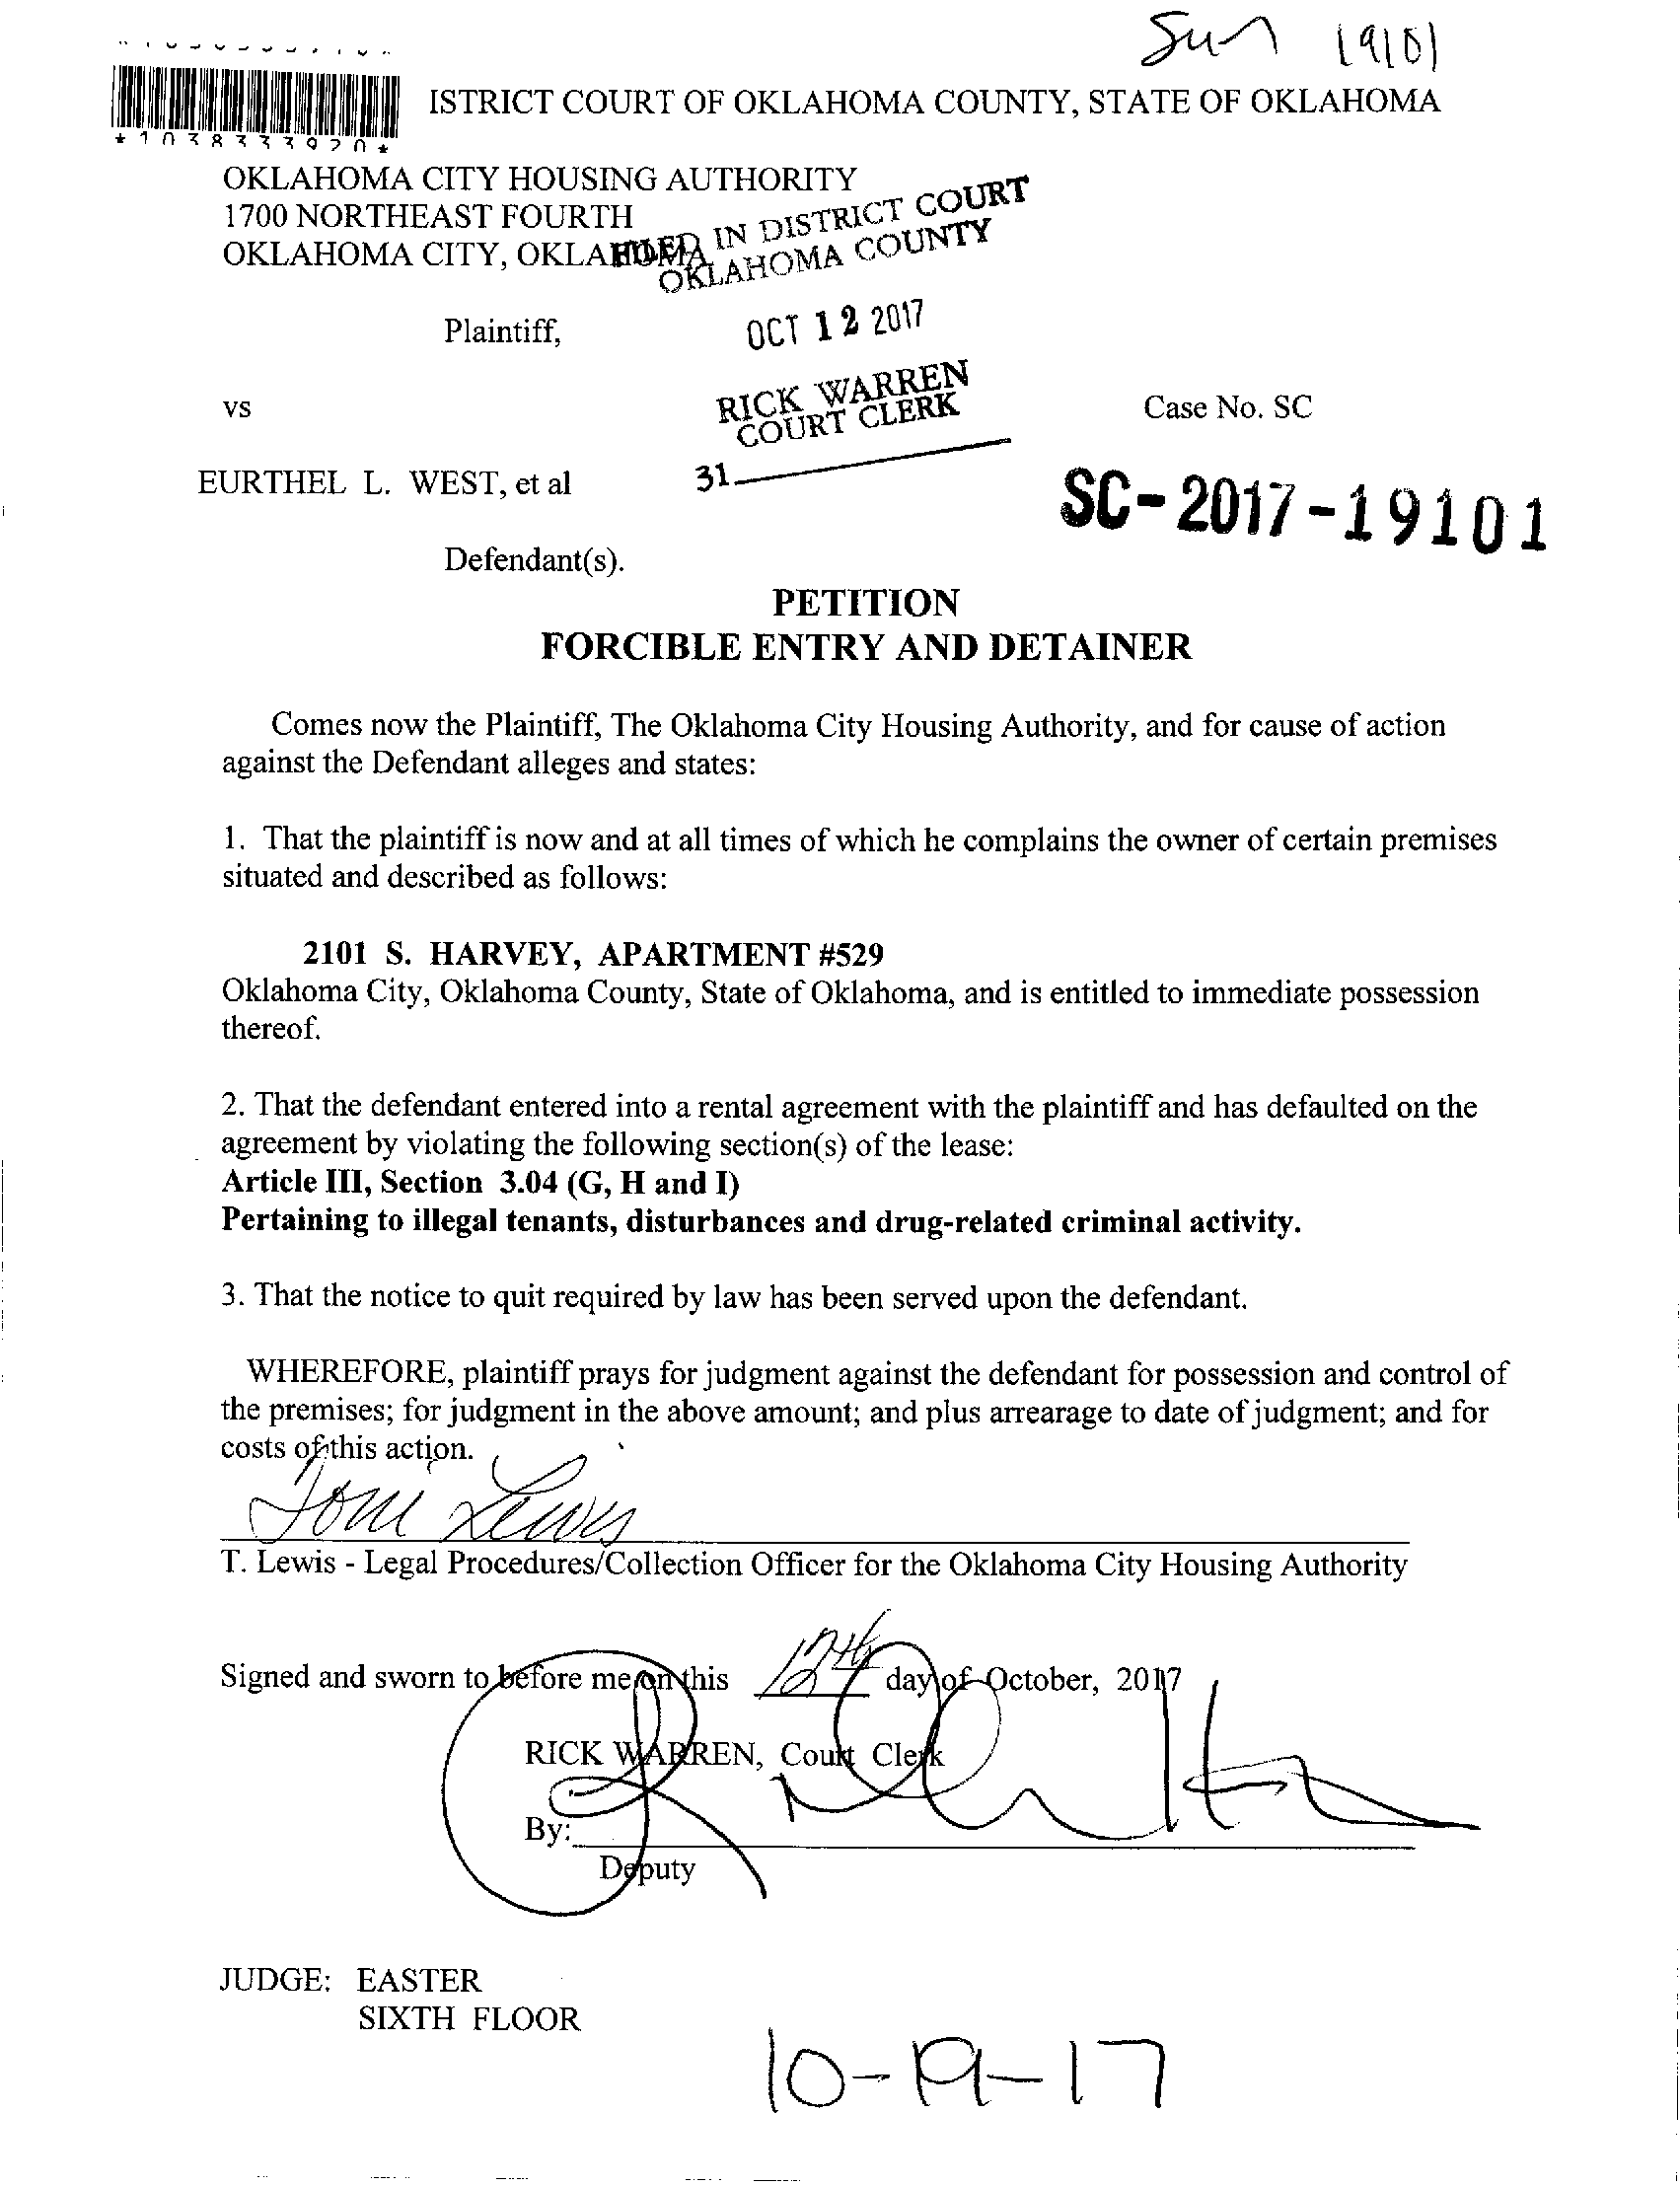 Sun 19101
*1038333920*
ISTRICT COURT OF OKLAHOMA COUNTY, STATE OF OKLAHOMA
OKLAHOMA CITY HOUSING AUTHORITY
1700 NORTHEAST FOURTH
OKLAHOMA CITY, OKLAHOMA
FILED IN DISTRICT COURT
OKLAHOMA COUNTY
Plaintiff,
OCT 12 2017
vs
RICK WARREN
COURT CLERK
Case No. SC
31
EURTHEL L. WEST, et al
SC-2017-19101
Defendant(s).
PETITION
FORCIBLE ENTRY AND DETAINER
Comes now the Plaintiff, The Oklahoma City Housing Authority, and for cause of action
against the Defendant alleges and states:
1. That the plaintiff is now and at all times of which he complains the owner of certain premises
situated and described as follows:
2101 S. HARVEY, APARTMENT #529
Oklahoma City, Oklahoma County, State of Oklahoma, and is entitled to immediate possession
thereof.
2. That the defendant entered into a rental agreement with the plaintiff and has defaulted on the
agreement by violating the following section(s) of the lease:
Article III, Section 3.04 (G, H and I)
Pertaining to illegal tenants, disturbances and drug-related criminal activity.
3. That the notice to quit required by law has been served upon the defendant.
WHEREFORE, plaintiff prays for judgment against the defendant for possession and control of
the premises; for judgment in the above amount; and plus arrearage to date of judgment; and for
costs of this action.
Toni Lewis
T. Lewis - Legal Procedures/Collection Officer for the Oklahoma City Housing Authority
Signed and sworn to before me on this 12th day of October, 2017
RICK WARREN, Court Clerk
By:
Deputy
JUDGE: EASTER
SIXTH FLOOR
10-19-17